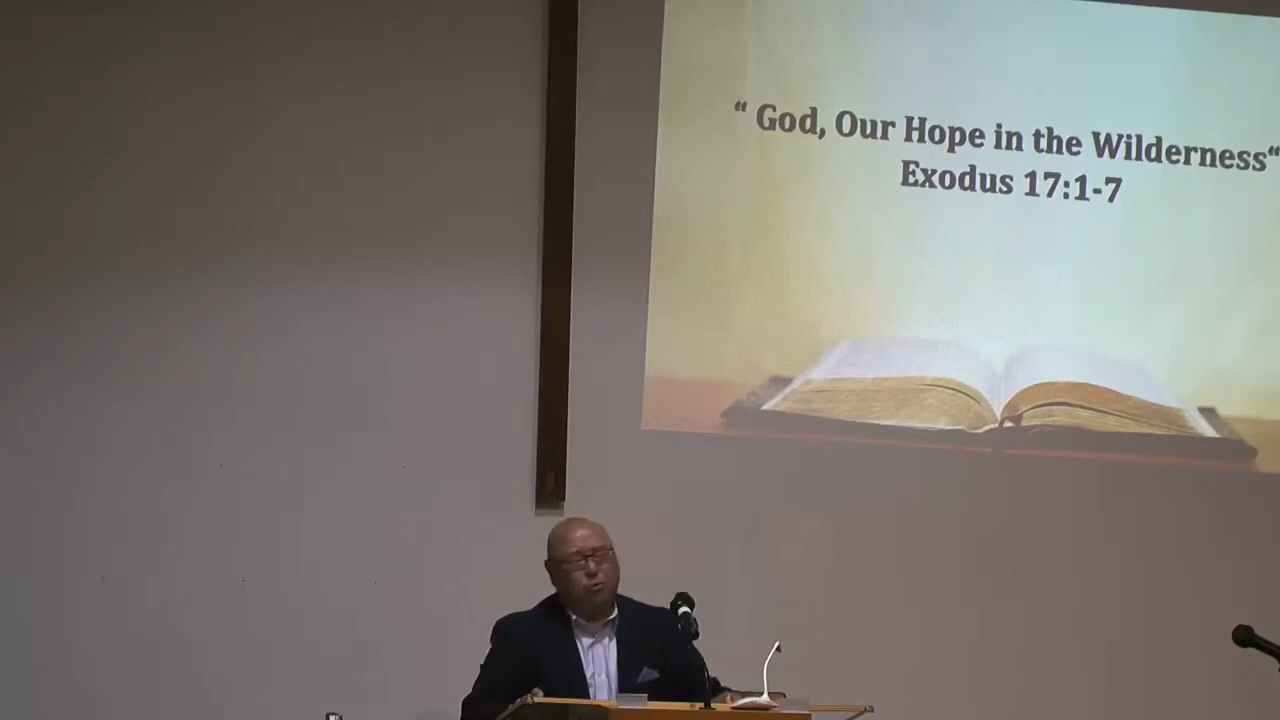 “ God, Our Hope in the Wilderness“
Exodus 17:1-7